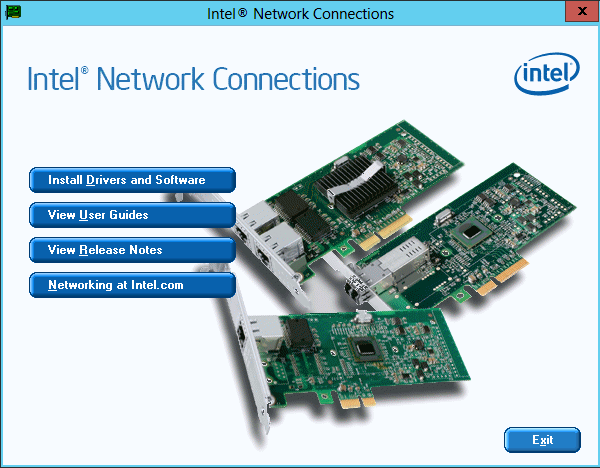 Intel® Network Connections
x
Intel® Network Connections
intel®
Install Drivers and Software
View User Guides
View Release Notes
Networking at Intel.com
Exit